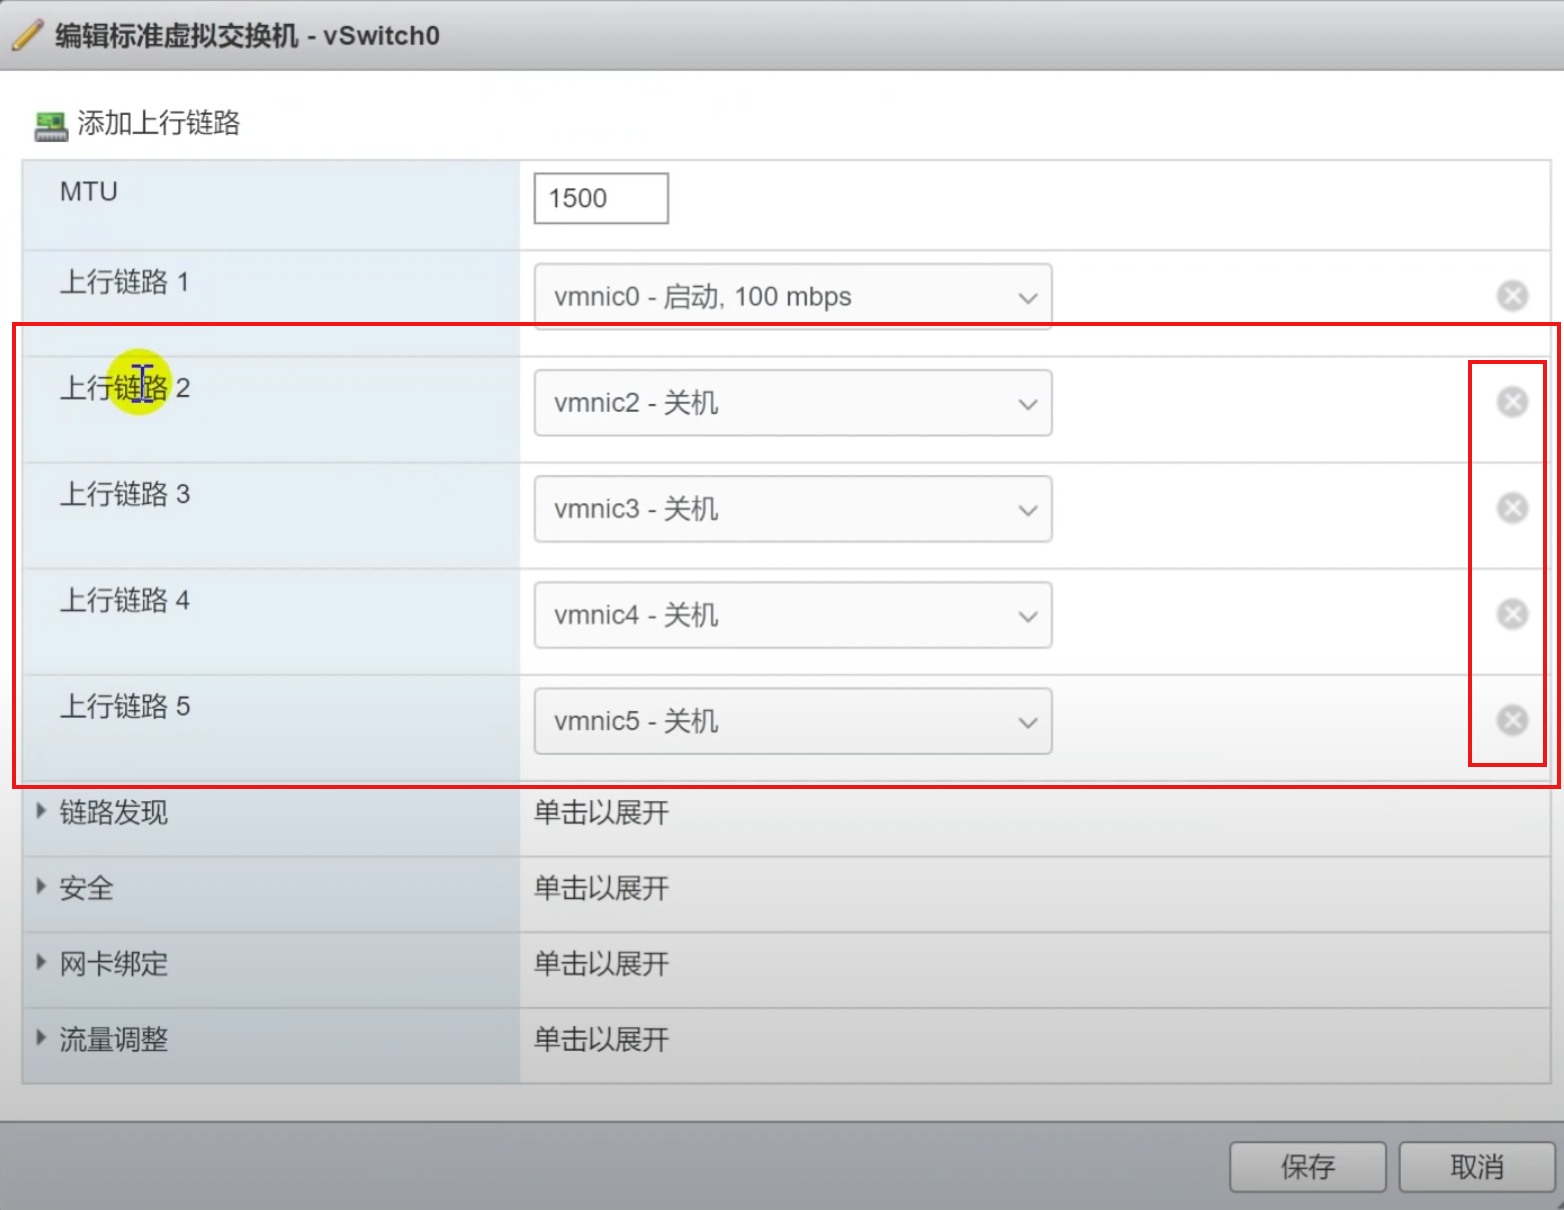 编辑标准虚拟交换机 - vSwitch0
添加上行链路
MTU 1500
上行链路 1 vmnic0 - 启动, 100 mbps
上行链路 2 vmnic2 - 关机
上行链路 3 vmnic3 - 关机
上行链路 4 vmnic4 - 关机
上行链路 5 vmnic5 - 关机
链路发现 单击以展开
安全 单击以展开
网卡绑定 单击以展开
流量调整 单击以展开
保存 取消